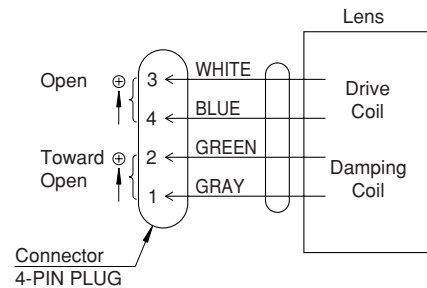 Lens
Open ⊕ 3 WHITE
Drive
4 BLUE
Coil
Toward ⊕ 2 GREEN
Open
Damping
1 GRAY
Coil
Connector
4-PIN PLUG